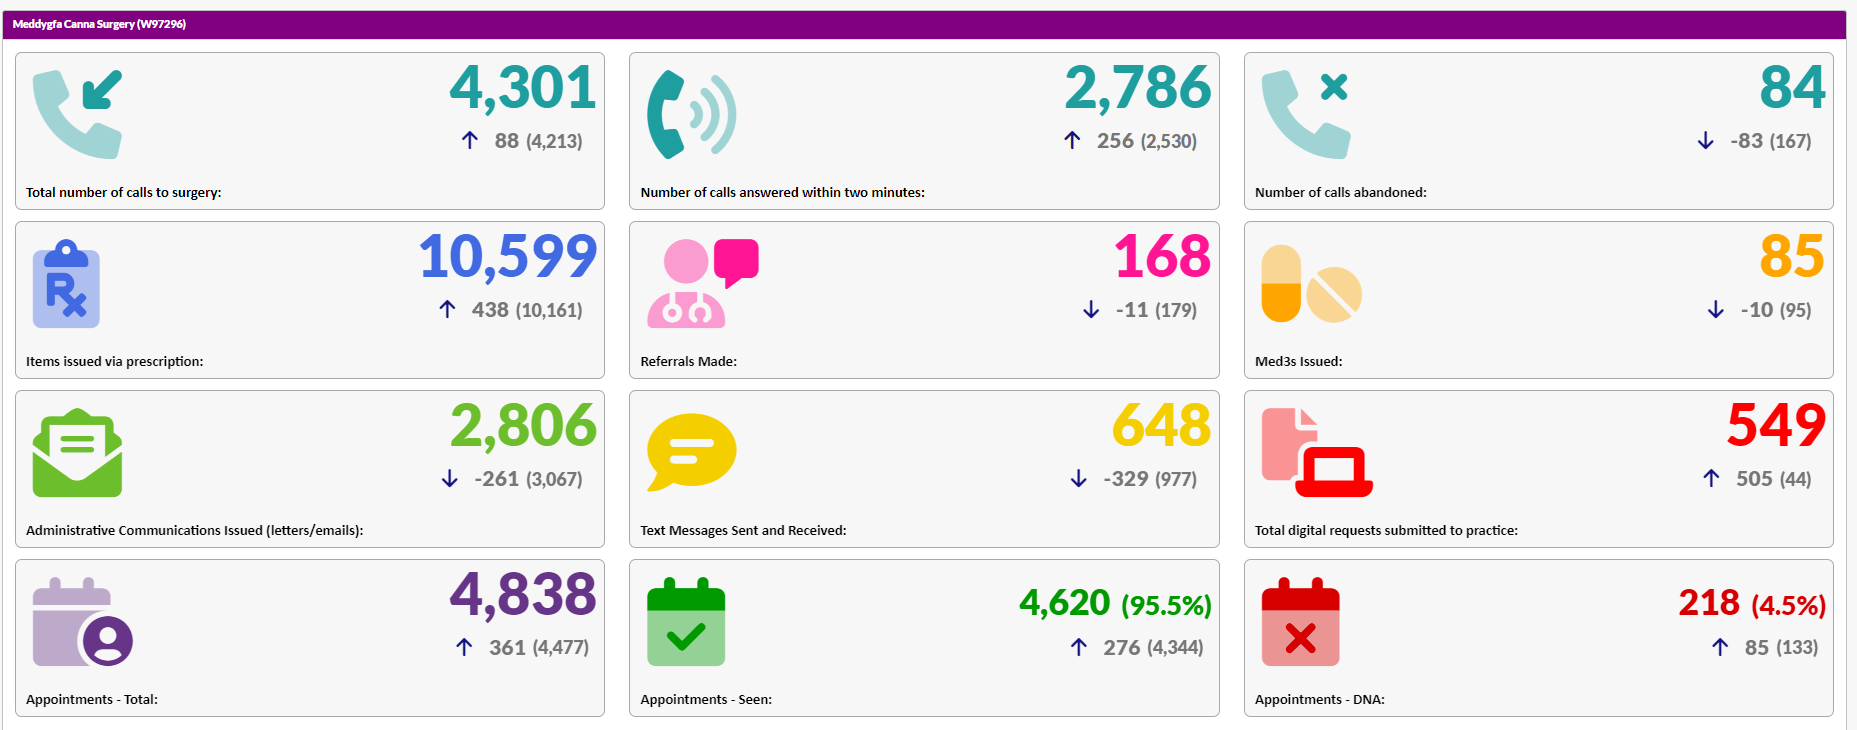 Meddygfa Canna Surgery (W97296)
4,301
↑ 88 (4,213)
Total number of calls to surgery:
2,786
↑ 256 (2,530)
Number of calls answered within two minutes:
84
↓ -83 (167)
Number of calls abandoned:
10,599
↑ 438 (10,161)
Items issued via prescription:
168
↓ -11 (179)
Referrals Made:
85
↓ -10 (95)
Med3s Issued:
2,806
↓ -261 (3,067)
Administrative Communications Issued (letters/emails):
648
↓ -329 (977)
Text Messages Sent and Received:
549
↑ 505 (44)
Total digital requests submitted to practice:
4,838
↑ 361 (4,477)
Appointments - Total:
4,620 (95.5%)
↑ 276 (4,344)
Appointments - Seen:
218 (4.5%)
↑ 85 (133)
Appointments - DNA: